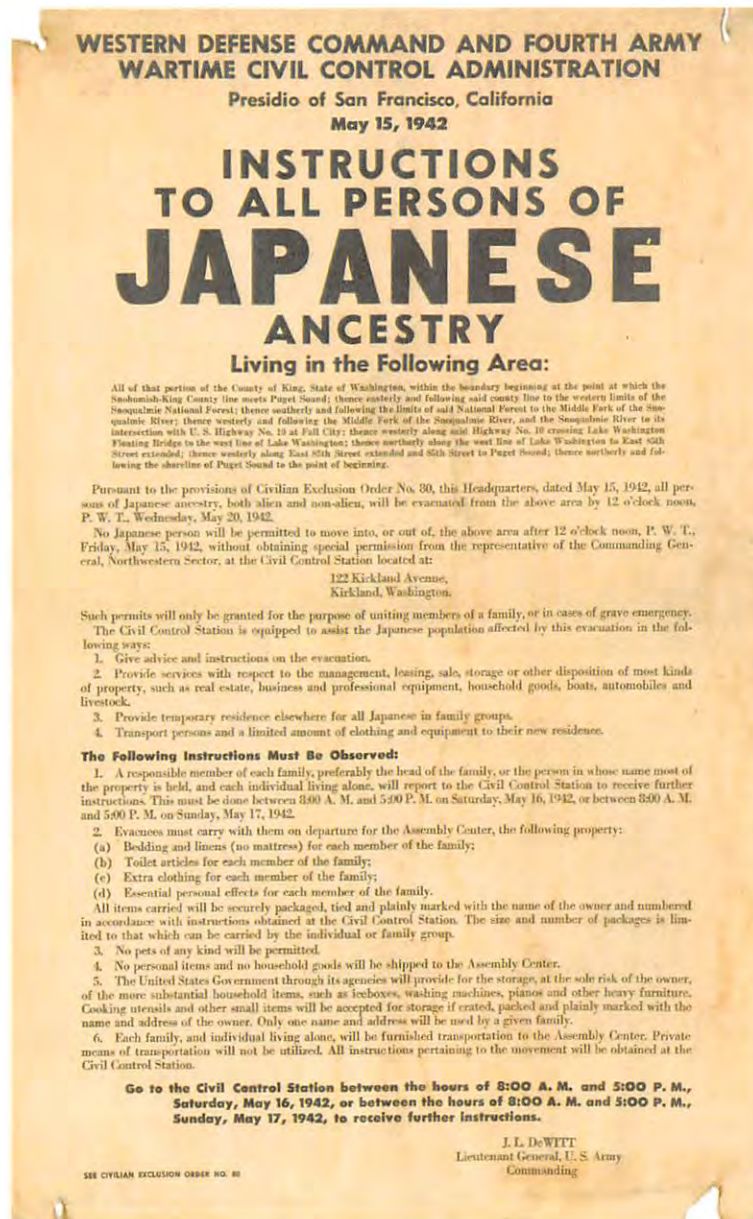 WESTERN DEFENSE COMMAND AND FOURTH ARMY
WARTIME CIVIL CONTROL ADMINISTRATION
Presidio of San Francisco, California
May 15, 1942
INSTRUCTIONS
TO ALL PERSONS OF
JAPANESE
ANCESTRY
Living in the Following Area:
All of that portion of the County of King, State of Washington, within the boundary beginning at the point at which the
Snohomish-King County line meets Puget Sound; thence easterly and following said county line to the western limits of the
Snoqualmie National Forest; thence southerly and following the limits of said National Forest to the Middle Fork of the Sno-
qualmie River; thence westerly and following the Middle Fork of the Snoqualmie River, and the Snoqualmie River to its
intersection with U. S. Highway No. 10 at Fall City; thence westerly along said Highway No. 10 crossing Lake Washington
Floating Bridge to the west line of Lake Washington; thence northerly along the west line of Lake Washington to East 85th
Street extended; thence westerly along East 85th Street extended and 85th Street to Puget Sound; thence northerly and fol-
lowing the shoreline of Puget Sound to the point of beginning.
Pursuant to the provisions of Civilian Exclusion Order No. 80, this Headquarters, dated May 15, 1942, all per-
sons of Japanese ancestry, both alien and non-alien, will be evacuated from the above area by 12 o'clock noon,
P. W. T., Wednesday, May 20, 1942.
No Japanese person will be permitted to move into, or out of, the above area after 12 o'clock noon, P. W. T.,
Friday, May 15, 1942, without obtaining special permission from the representative of the Commanding Gen-
eral, Northwestern Sector, at the Civil Control Station located at:
122 Kirkland Avenue,
Kirkland, Washington.
Such permits will only be granted for the purpose of uniting members of a family, or in cases of grave emergency.
The Civil Control Station is equipped to assist the Japanese population affected by this evacuation in the fol-
lowing ways:
1. Give advice and instructions on the evacuation.
2. Provide services with respect to the management, leasing, sale, storage or other disposition of most kinds
of property, such as real estate, business and professional equipment, household goods, boats, automobiles and
livestock.
3. Provide temporary residence elsewhere for all Japanese in family groups.
4. Transport persons and a limited amount of clothing and equipment to their new residence.
The Following Instructions Must Be Observed:
1. A responsible member of each family, preferably the head of the family, or the person in whose name most of
the property is held, and each individual living alone, will report to the Civil Control Station to receive further
instructions. This must be done between 8:00 A. M. and 5:00 P. M. on Saturday, May 16, 1942, or between 8:00 A. M.
and 5:00 P. M. on Sunday, May 17, 1942.
2. Evacuees must carry with them on departure for the Assembly Center, the following property:
(a) Bedding and linens (no mattress) for each member of the family;
(b) Toilet articles for each member of the family;
(c) Extra clothing for each member of the family;
(d) Essential personal effects for each member of the family.
All items carried will be securely packaged, tied and plainly marked with the name of the owner and numbered
in accordance with instructions obtained at the Civil Control Station. The size and number of packages is lim-
ited to that which can be carried by the individual or family group.
3. No pets of any kind will be permitted.
4. No personal items and no household goods will be shipped to the Assembly Center.
5. The United States Government through its agencies will provide for the storage, at the sole risk of the owner,
of the more substantial household items, such as iceboxes, washing machines, pianos and other heavy furniture.
Cooking utensils and other small items will be accepted for storage if crated, packed and plainly marked with the
name and address of the owner. Only one name and address will be used by a given family.
6. Each family, and individual living alone, will be furnished transportation to the Assembly Center. Private
means of transportation will not be utilized. All instructions pertaining to the movement will be obtained at the
Civil Control Station.
Go to the Civil Control Station between the hours of 8:00 A. M. and 5:00 P. M.,
Saturday, May 16, 1942, or between the hours of 8:00 A. M. and 5:00 P. M.,
Sunday, May 17, 1942, to receive further instructions.
J. L. DeWITT
Lieutenant General, U. S. Army
Commanding
SEE CIVILIAN EXCLUSION ORDER NO. 80